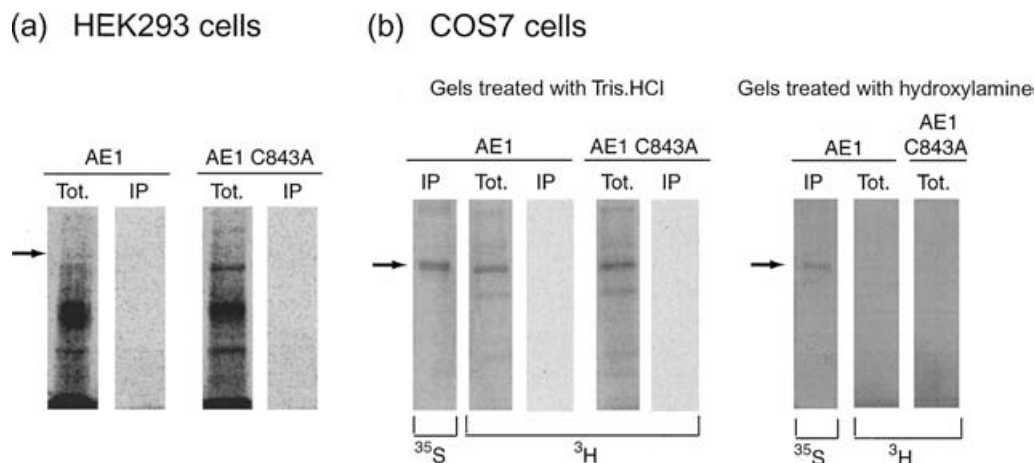 (a) HEK293 cells
(b) COS7 cells
Gels treated with Tris.HCl
Gels treated with hydroxylamine
AE1
AE1 C843A
Tot.
IP
Tot.
IP
AE1
AE1 C843A
IP
Tot.
IP
Tot.
IP
AE1
AE1
C843A
IP
Tot.
Tot.
³⁵S
³H
³⁵S
³H